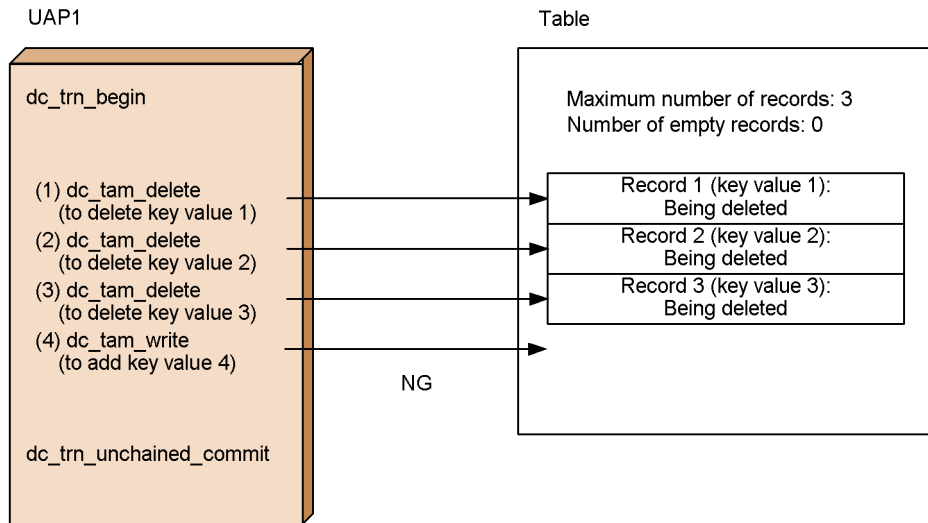 UAP1
Table
dc_trn_begin
Maximum number of records: 3
Number of empty records: 0
(1) dc_tam_delete
(to delete key value 1)
Record 1 (key value 1):
Being deleted
(2) dc_tam_delete
(to delete key value 2)
Record 2 (key value 2):
Being deleted
(3) dc_tam_delete
(to delete key value 3)
Record 3 (key value 3):
Being deleted
(4) dc_tam_write
(to add key value 4)
NG
dc_trn_unchained_commit